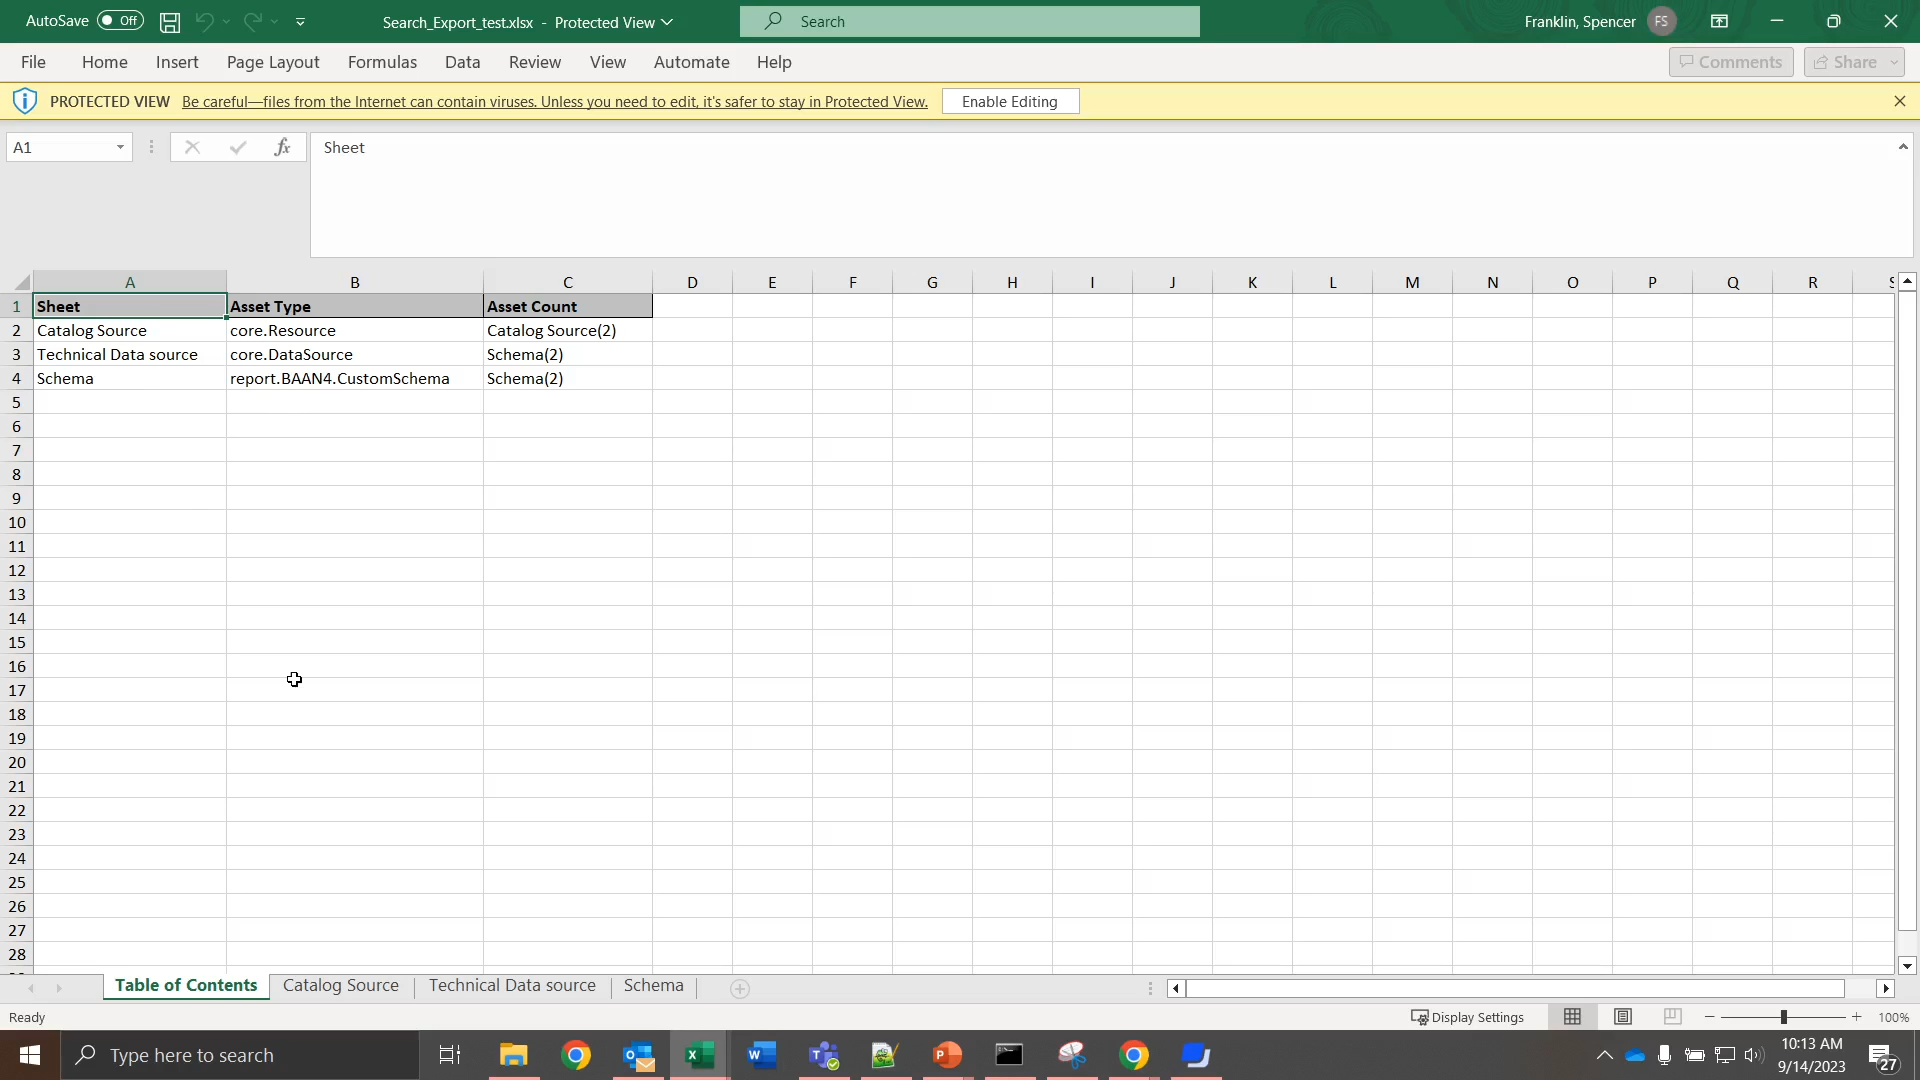 AutoSave Off Search_Export_test.xlsx - Protected View Search Franklin, Spencer FS
File Home Insert Page Layout Formulas Data Review View Automate Help Comments Share
PROTECTED VIEW Be careful—files from the Internet can contain viruses. Unless you need to edit, it's safer to stay in Protected View. Enable Editing
A1 fx Sheet
A B C D E F G H I J K L M N O P Q R
1 Sheet Asset Type Asset Count
2 Catalog Source core.Resource Catalog Source(2)
3 Technical Data source core.DataSource Schema(2)
4 Schema report.BAAN4.CustomSchema Schema(2)
5
6
7
8
9
10
11
12
13
14
15
16
17
18
19
20
21
22
23
24
25
26
27
28
Table of Contents Catalog Source Technical Data source Schema
Ready Display Settings 100%
Type here to search 10:13 AM
9/14/2023 27